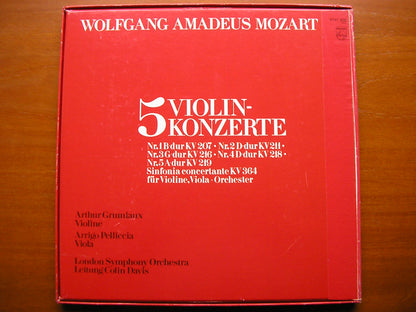 WOLFGANG AMADEUS MOZART
5 VIOLIN-
KONZERTE
Nr.1 B dur KV 207 • Nr.2 D-dur KV 211 •
Nr.3 G dur KV 216 • Nr.4 D-dur KV 218 •
Nr.5 A dur KV 219
Sinfonia concertante KV 364
für Violine, Viola + Orchester
Arthur Grumiaux
Violine
Arrigo Pelliccia
Viola
London Symphony Orchestra
Leitung Colin Davis